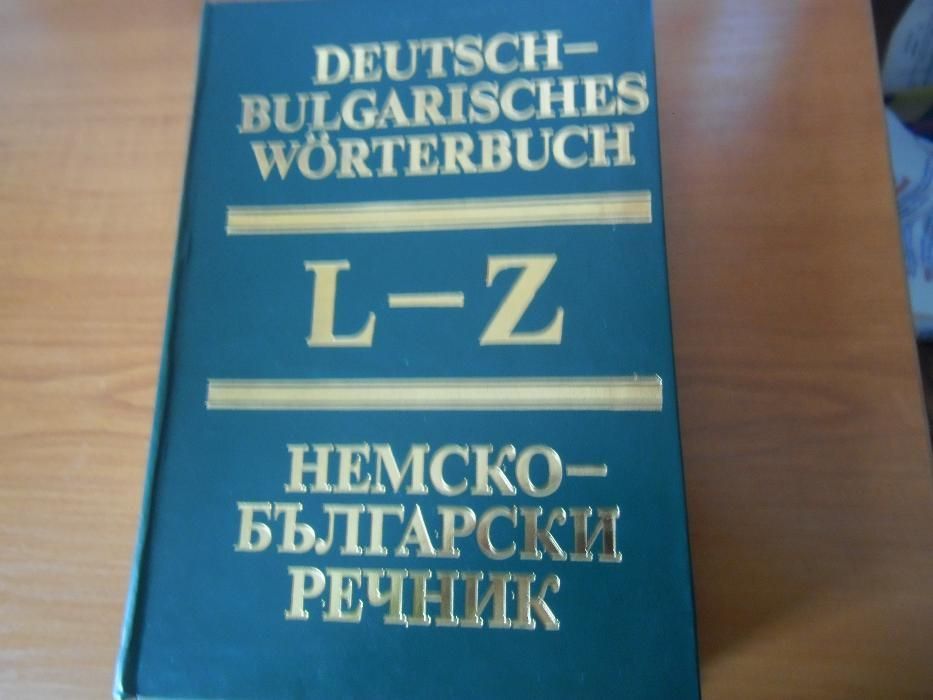 DEUTSCH–
BULGARISCHES
WÖRTERBUCH
L–Z
НЕМСКО–
БЪЛГАРСКИ
РЕЧНИК